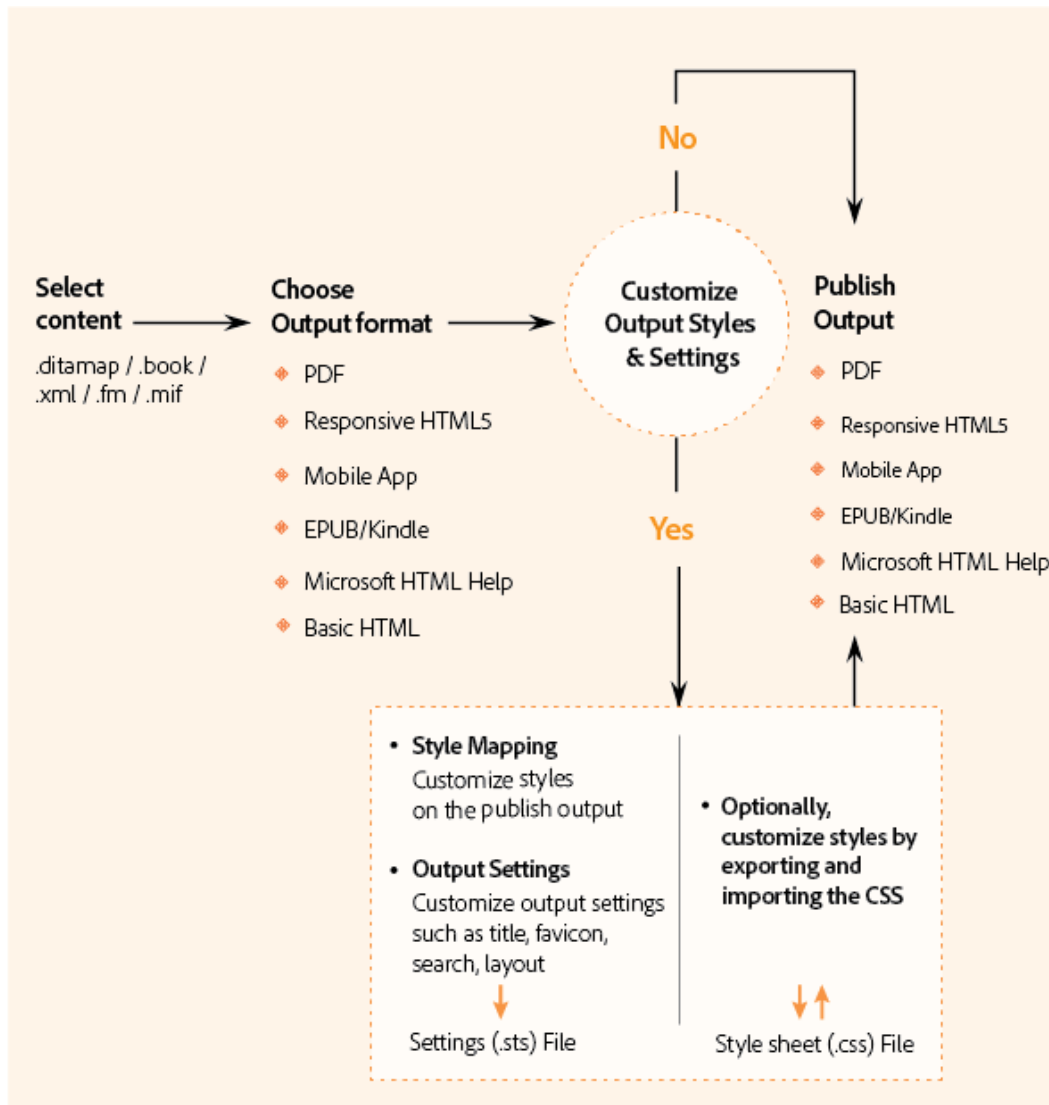 No
Select
content
.ditamap / .book /
.xml / .fm / .mif
Choose
Output format
PDF
Responsive HTML5
Mobile App
EPUB/Kindle
Microsoft HTML Help
Basic HTML
Customize
Output Styles
& Settings
Yes
Publish
Output
PDF
Responsive HTML5
Mobile App
EPUB/Kindle
Microsoft HTML Help
Basic HTML
• Style Mapping
Customize styles
on the publish output
• Output Settings
Customize output settings
such as title, favicon,
search, layout
Settings (.sts) File
• Optionally,
customize styles by
exporting and
importing the CSS
Style sheet (.css) File